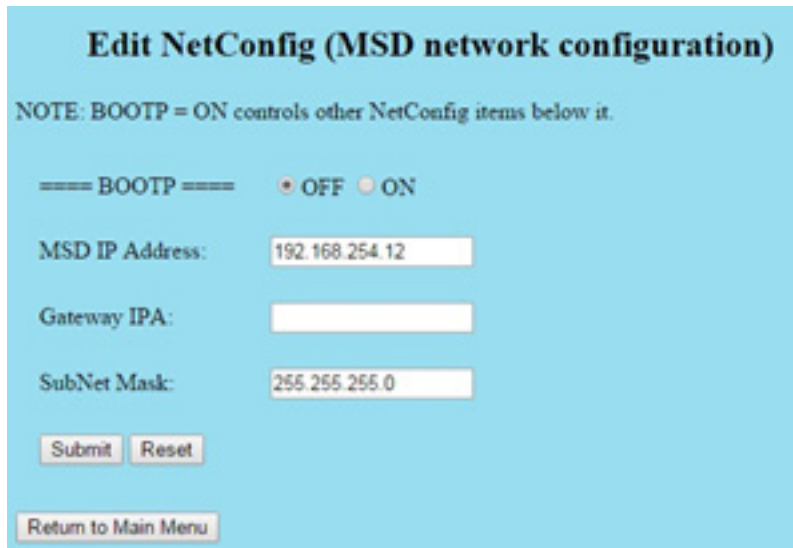 Edit NetConfig (MSD network configuration)
NOTE: BOOTP = ON controls other NetConfig items below it.
==== BOOTP ==== OFF ON
MSD IP Address: 192.168.254.12
Gateway IPA:
SubNet Mask: 255.255.255.0
Submit Reset
Return to Main Menu